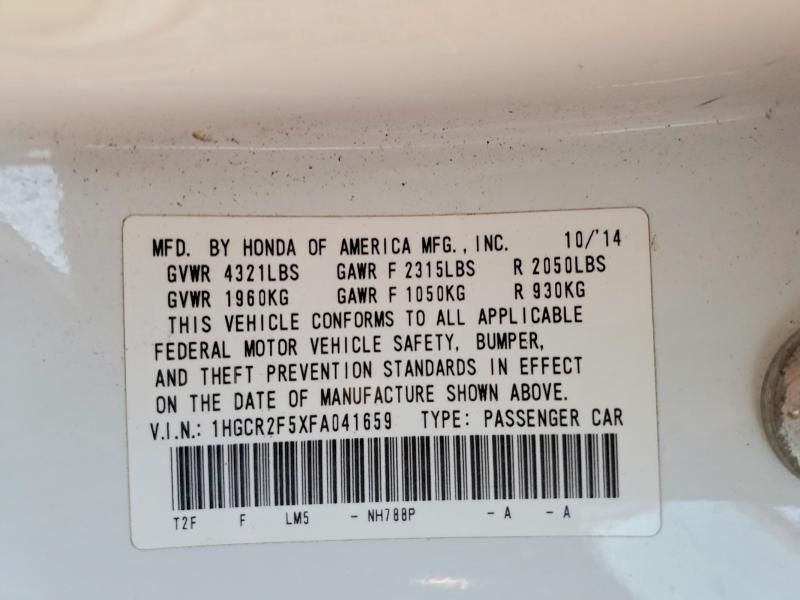 MFD. BY HONDA OF AMERICA MFG., INC. 10/'14
GVWR 4321LBS GAWR F 2315LBS R 2050LBS
GVWR 1960KG GAWR F 1050KG R 930KG
THIS VEHICLE CONFORMS TO ALL APPLICABLE
FEDERAL MOTOR VEHICLE SAFETY, BUMPER,
AND THEFT PREVENTION STANDARDS IN EFFECT
ON THE DATE OF MANUFACTURE SHOWN ABOVE.
V.I.N.: 1HGCR2F5XFA041659 TYPE: PASSENGER CAR
T2F F LM5 - NH788P - A - A